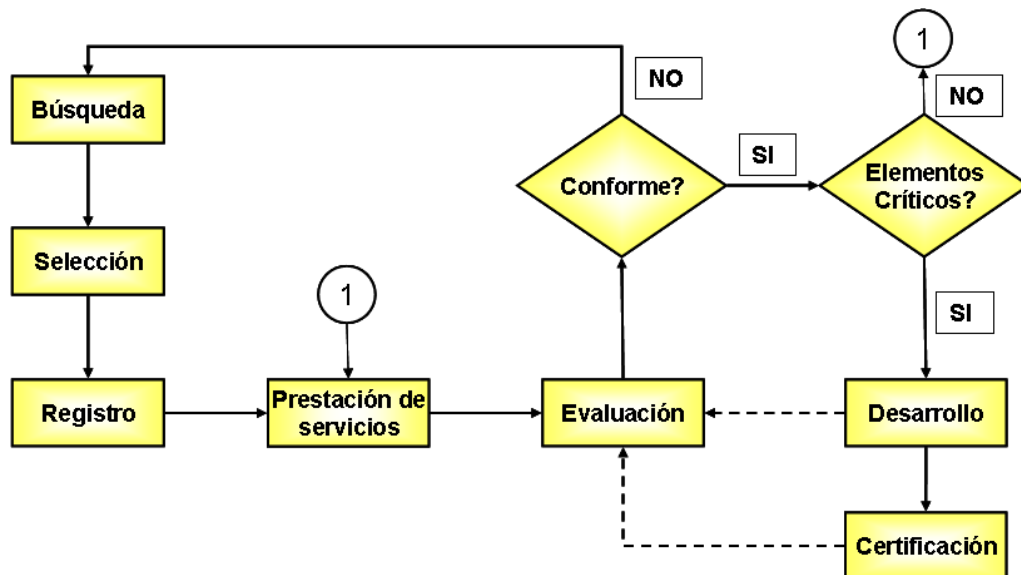 1
NO
NO
Búsqueda
SI
Conforme?
Elementos
Críticos?
Selección
1
SI
Registro
Prestación de
servicios
Evaluación
Desarrollo
Certificación